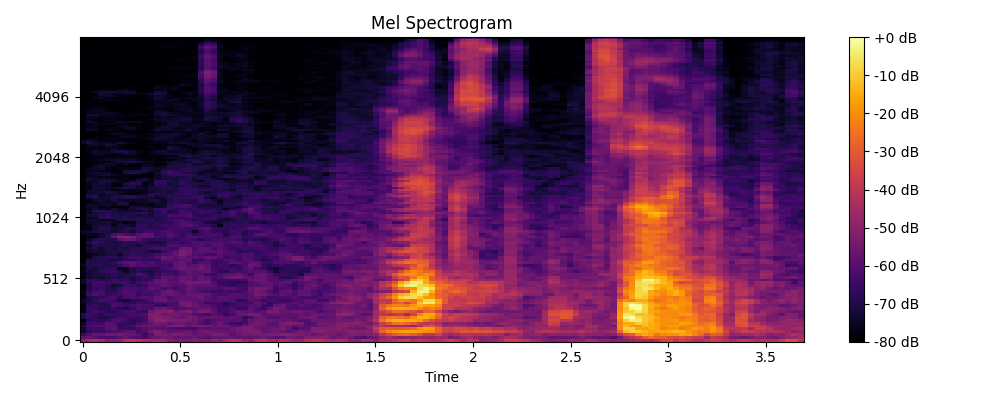 Mel Spectrogram
Hz
4096
2048
1024
512
0
0
0.5
1
1.5
2
2.5
3
3.5
Time
+0 dB
-10 dB
-20 dB
-30 dB
-40 dB
-50 dB
-60 dB
-70 dB
-80 dB